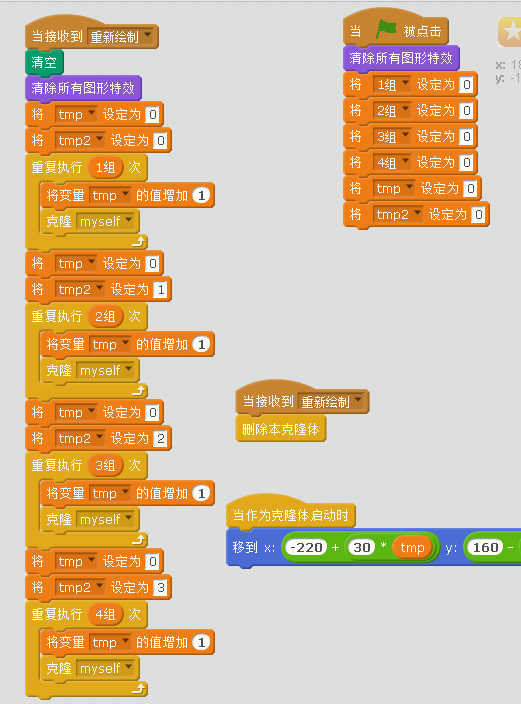 当接收到 重新绘制
清空
清除所有图形特效
将 tmp 设定为 0
将 tmp2 设定为 0
重复执行 1组 次
将变量 tmp 的值增加 1
克隆 myself
将 tmp 设定为 0
将 tmp2 设定为 1
重复执行 2组 次
将变量 tmp 的值增加 1
克隆 myself
将 tmp 设定为 0
将 tmp2 设定为 2
重复执行 3组 次
将变量 tmp 的值增加 1
克隆 myself
将 tmp 设定为 0
将 tmp2 设定为 3
重复执行 4组 次
将变量 tmp 的值增加 1
克隆 myself
当 被点击
清除所有图形特效
将 1组 设定为 0
将 2组 设定为 0
将 3组 设定为 0
将 4组 设定为 0
将 tmp 设定为 0
将 tmp2 设定为 0
当接收到 重新绘制
删除本克隆体
当作为克隆体启动时
移到 x: -220 + 30 * tmp y: 160 -
x: 18
y: -1